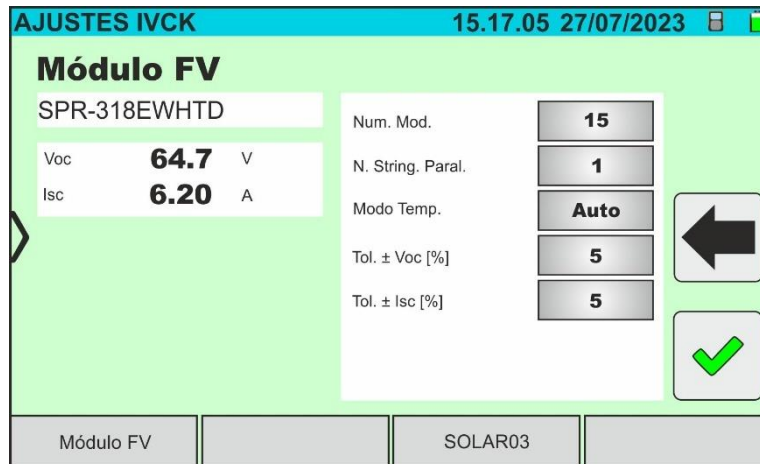 AJUSTES IVCK 15.17.05 27/07/2023
Módulo FV
SPR-318EWHTD
Voc 64.7 V
Isc 6.20 A
Num. Mod. 15
N. String. Paral. 1
Modo Temp. Auto
Tol. ± Voc [%] 5
Tol. ± Isc [%] 5
Módulo FV SOLAR03